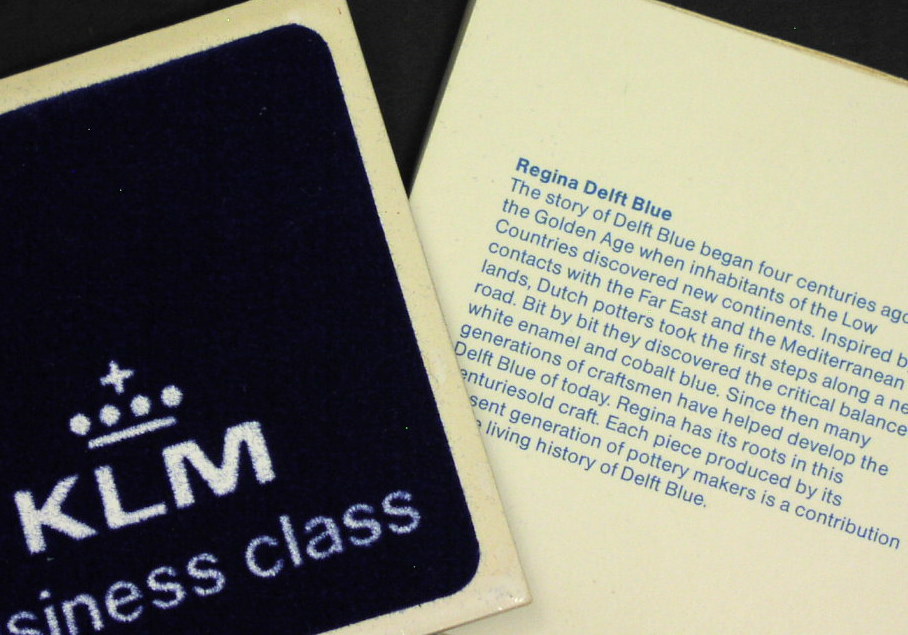 KLM
siness class
Regina Delft Blue
The story of Delft Blue began four centuries ago
the Golden Age when inhabitants of the Low
Countries discovered new continents. Inspired b
contacts with the Far East and the Mediterranean
lands, Dutch potters took the first steps along a ne
road. Bit by bit they discovered the critical balance
white enamel and cobalt blue. Since then many
generations of craftsmen have helped develop the
Delft Blue of today. Regina has its roots in this
enturiesold craft. Each piece produced by its
sent generation of pottery makers is a contribution
living history of Delft Blue.